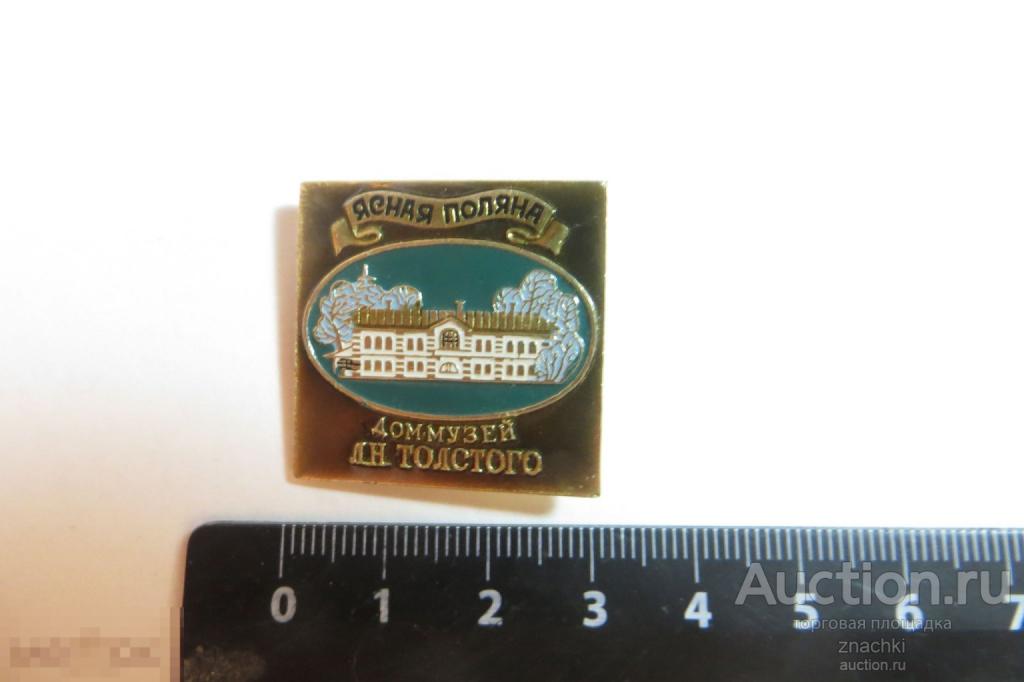 ЯСНАЯ ПОЛЯНА
ДОМ-МУЗЕЙ
Л.Н. ТОЛСТОГО
0 1 2 3 4 5 6 7
Auction.ru
торговая площадка
znachki
auction.ru